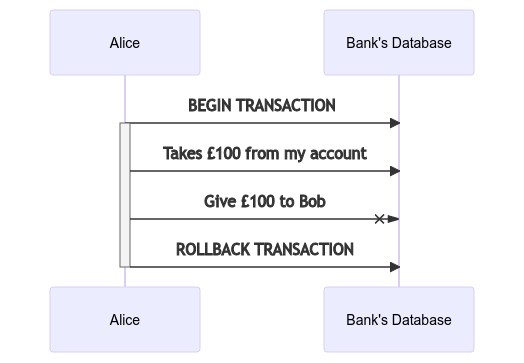 Alice
Bank's Database
BEGIN TRANSACTION
Takes £100 from my account
Give £100 to Bob
ROLLBACK TRANSACTION
Alice
Bank's Database